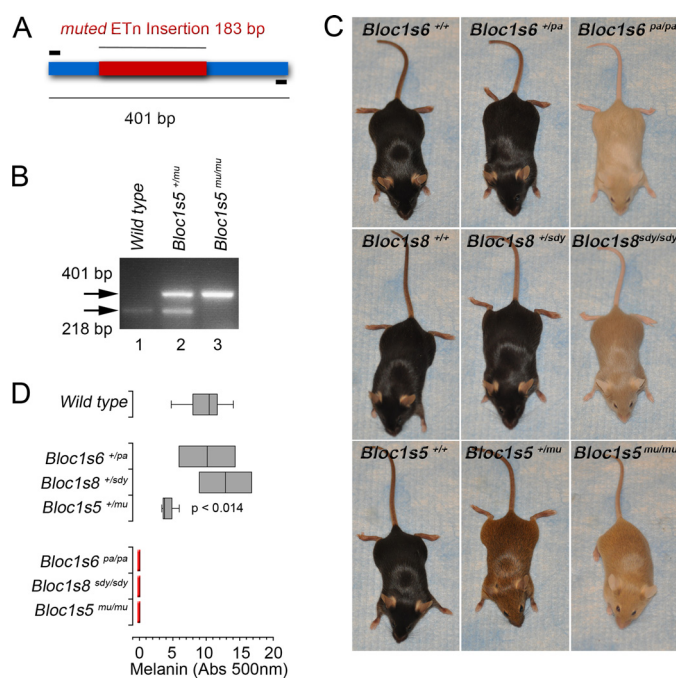 A
muted ETn Insertion 183 bp
401 bp
B
Wild type
Bloc1s5 +/mu
Bloc1s5 mu/mu
401 bp
218 bp
1 2 3
C
Bloc1s6 +/+
Bloc1s6 +/pa
Bloc1s6 pa/pa
Bloc1s8 +/+
Bloc1s8 +/sdy
Bloc1s8 sdy/sdy
Bloc1s5 +/+
Bloc1s5 +/mu
Bloc1s5 mu/mu
D
Wild type
Bloc1s6 +/pa
Bloc1s8 +/sdy
Bloc1s5 +/mu
p < 0.014
Bloc1s6 pa/pa
Bloc1s8 sdy/sdy
Bloc1s5 mu/mu
0 5 10 15 20
Melanin (Abs 500nm)